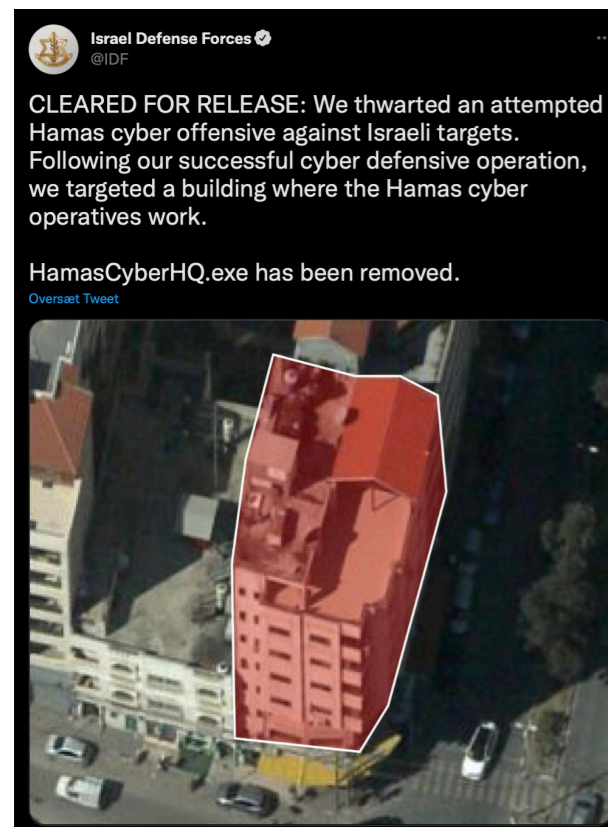 Israel Defense Forces
@IDF
CLEARED FOR RELEASE: We thwarted an attempted
Hamas cyber offensive against Israeli targets.
Following our successful cyber defensive operation,
we targeted a building where the Hamas cyber
operatives work.
HamasCyberHQ.exe has been removed.
Oversæt Tweet